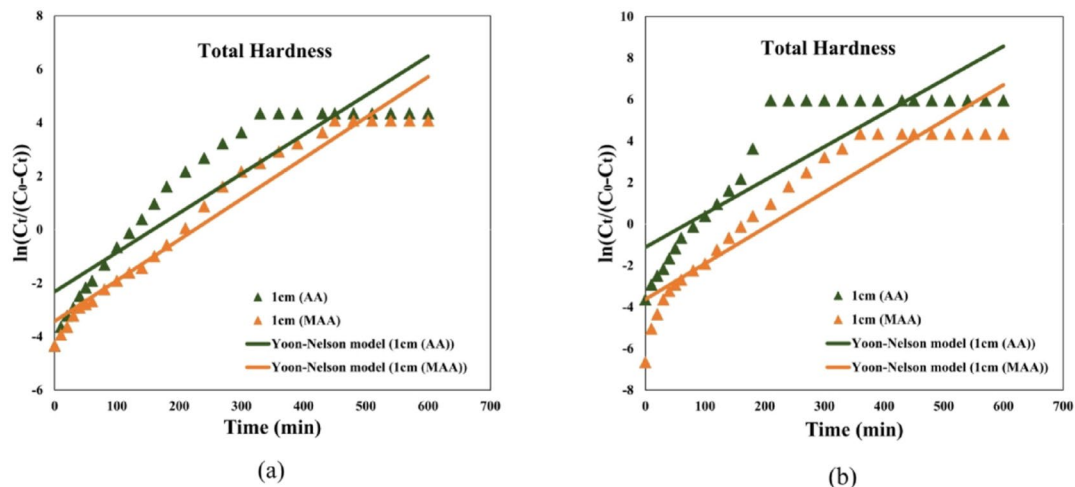 8
6
4
2
0
-2
-4
-6
ln(Ct/(C0-Ct))
Total Hardness
1cm (AA)
1cm (MAA)
Yoon-Nelson model (1cm (AA))
Yoon-Nelson model (1cm (MAA))
0 100 200 300 400 500 600 700
Time (min)
(a)
10
8
6
4
2
0
-2
-4
-6
-8
ln(Ct/(C0-Ct))
Total Hardness
1cm (AA)
1cm (MAA)
Yoon-Nelson model (1cm (AA))
Yoon-Nelson model (1cm (MAA))
0 100 200 300 400 500 600 700
Time (min)
(b)